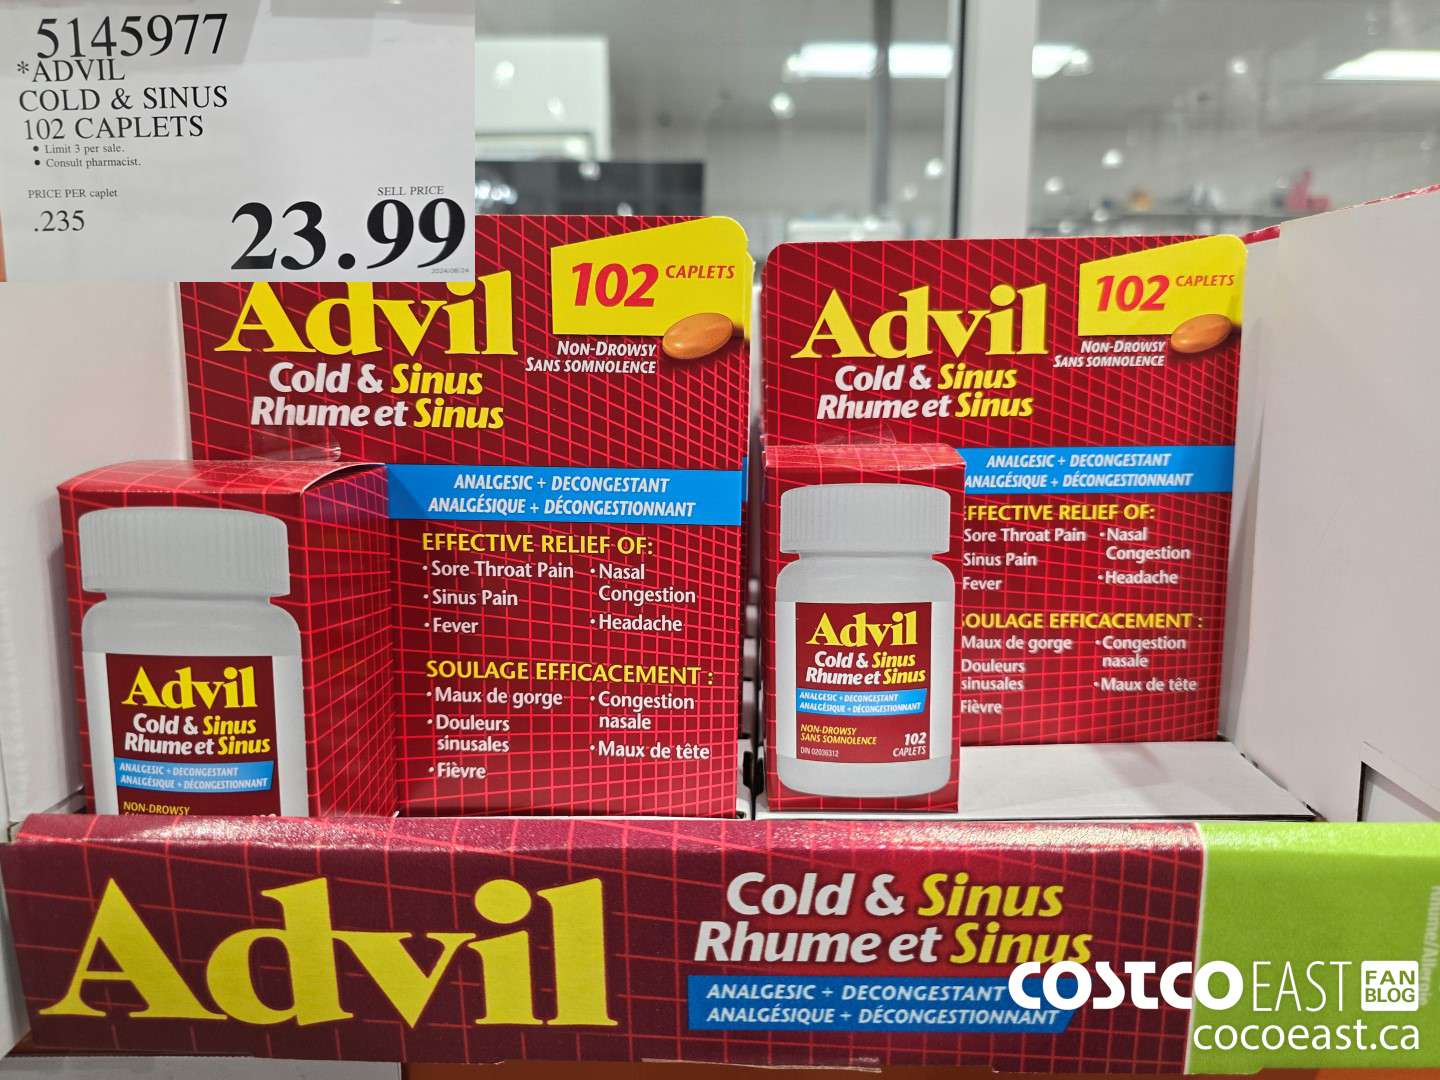 5145977
*ADVIL
COLD & SINUS
102 CAPLETS
• Limit 3 per sale.
• Consult pharmacist.
PRICE PER caplet
.235
SELL PRICE
23.99
2024/08/24
102 CAPLETS
Advil
NON-DROWSY
SANS SOMNOLENCE
Cold & Sinus
Rhume et Sinus
ANALGESIC + DECONGESTANT
ANALGÉSIQUE + DÉCONGESTIONNANT
EFFECTIVE RELIEF OF:
• Sore Throat Pain • Nasal
Congestion
• Sinus Pain
• Fever • Headache
SOULAGE EFFICACEMENT :
• Maux de gorge • Congestion
nasale
• Douleurs
sinusales
• Maux de tête
• Fièvre
Advil
Cold & Sinus
Rhume et Sinus
ANALGESIC + DECONGESTANT
ANALGÉSIQUE + DÉCONGESTIONNANT
NON-DROWSY
102 CAPLETS
Advil
NON-DROWSY
SANS SOMNOLENCE
Cold & Sinus
Rhume et Sinus
ANALGESIC + DECONGESTANT
ANALGÉSIQUE + DÉCONGESTIONNANT
FFECTIVE RELIEF OF:
Sore Throat Pain • Nasal
Congestion
Sinus Pain
Fever • Headache
OULAGE EFFICACEMENT :
Maux de gorge • Congestion
nasale
Douleurs
sinusales
• Maux de tête
Fièvre
Advil
Cold & Sinus
Rhume et Sinus
ANALGESIC + DECONGESTANT
ANALGÉSIQUE + DÉCONGESTIONNANT
NON-DROWSY
SANS SOMNOLENCE
102
CAPLETS
DIN 02036312
Advil
Cold & Sinus
Rhume et Sinus
ANALGESIC + DECONGESTANT
ANALGÉSIQUE + DÉCONGESTIONNANT
COSTCO EAST FAN BLOG
cocoeast.ca